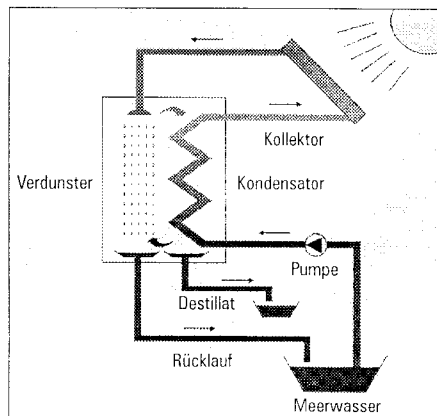 Kollektor
Verdunster
Kondensator
Pumpe
Destillat
Rücklauf
Meerwasser